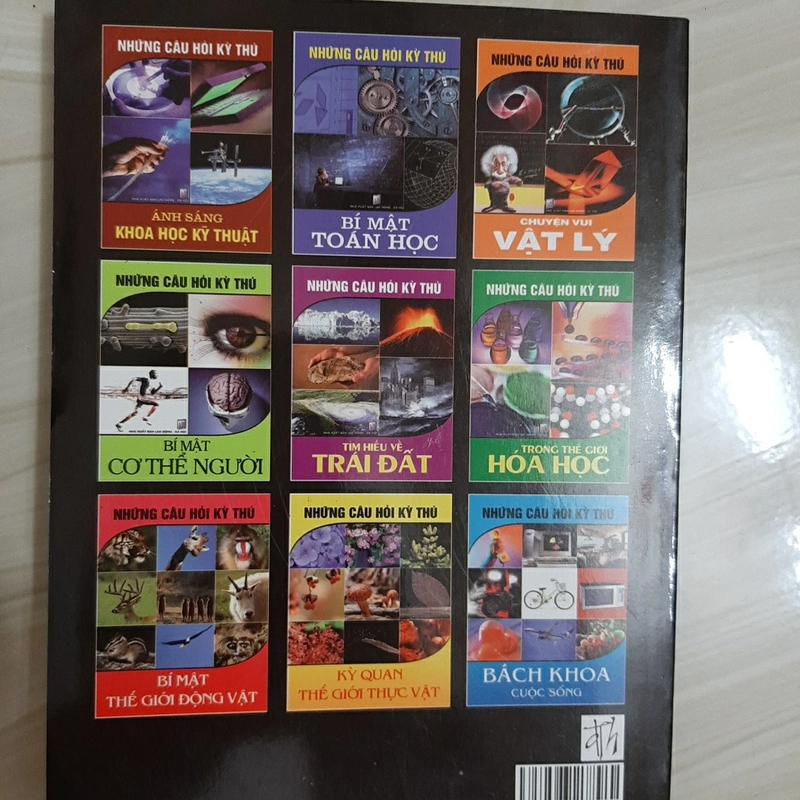 NHỮNG CÂU HỎI KỲ THÚ
ÁNH SÁNG
KHOA HỌC KỸ THUẬT
NHỮNG CÂU HỎI KỲ THÚ
BÍ MẬT
TOÁN HỌC
NHỮNG CÂU HỎI KỲ THÚ
CHUYỆN VUI
VẬT LÝ
NHỮNG CÂU HỎI KỲ THÚ
BÍ MẬT
CƠ THỂ NGƯỜI
NHỮNG CÂU HỎI KỲ THÚ
TÌM HIỂU VỀ
TRÁI ĐẤT
NHỮNG CÂU HỎI KỲ THÚ
TRONG THẾ GIỚI
HÓA HỌC
NHỮNG CÂU HỎI KỲ THÚ
BÍ MẬT
THẾ GIỚI ĐỘNG VẬT
NHỮNG CÂU HỎI KỲ THÚ
KỲ QUAN
THẾ GIỚI THỰC VẬT
NHỮNG CÂU HỎI KỲ THÚ
BÁCH KHOA
CUỘC SỐNG